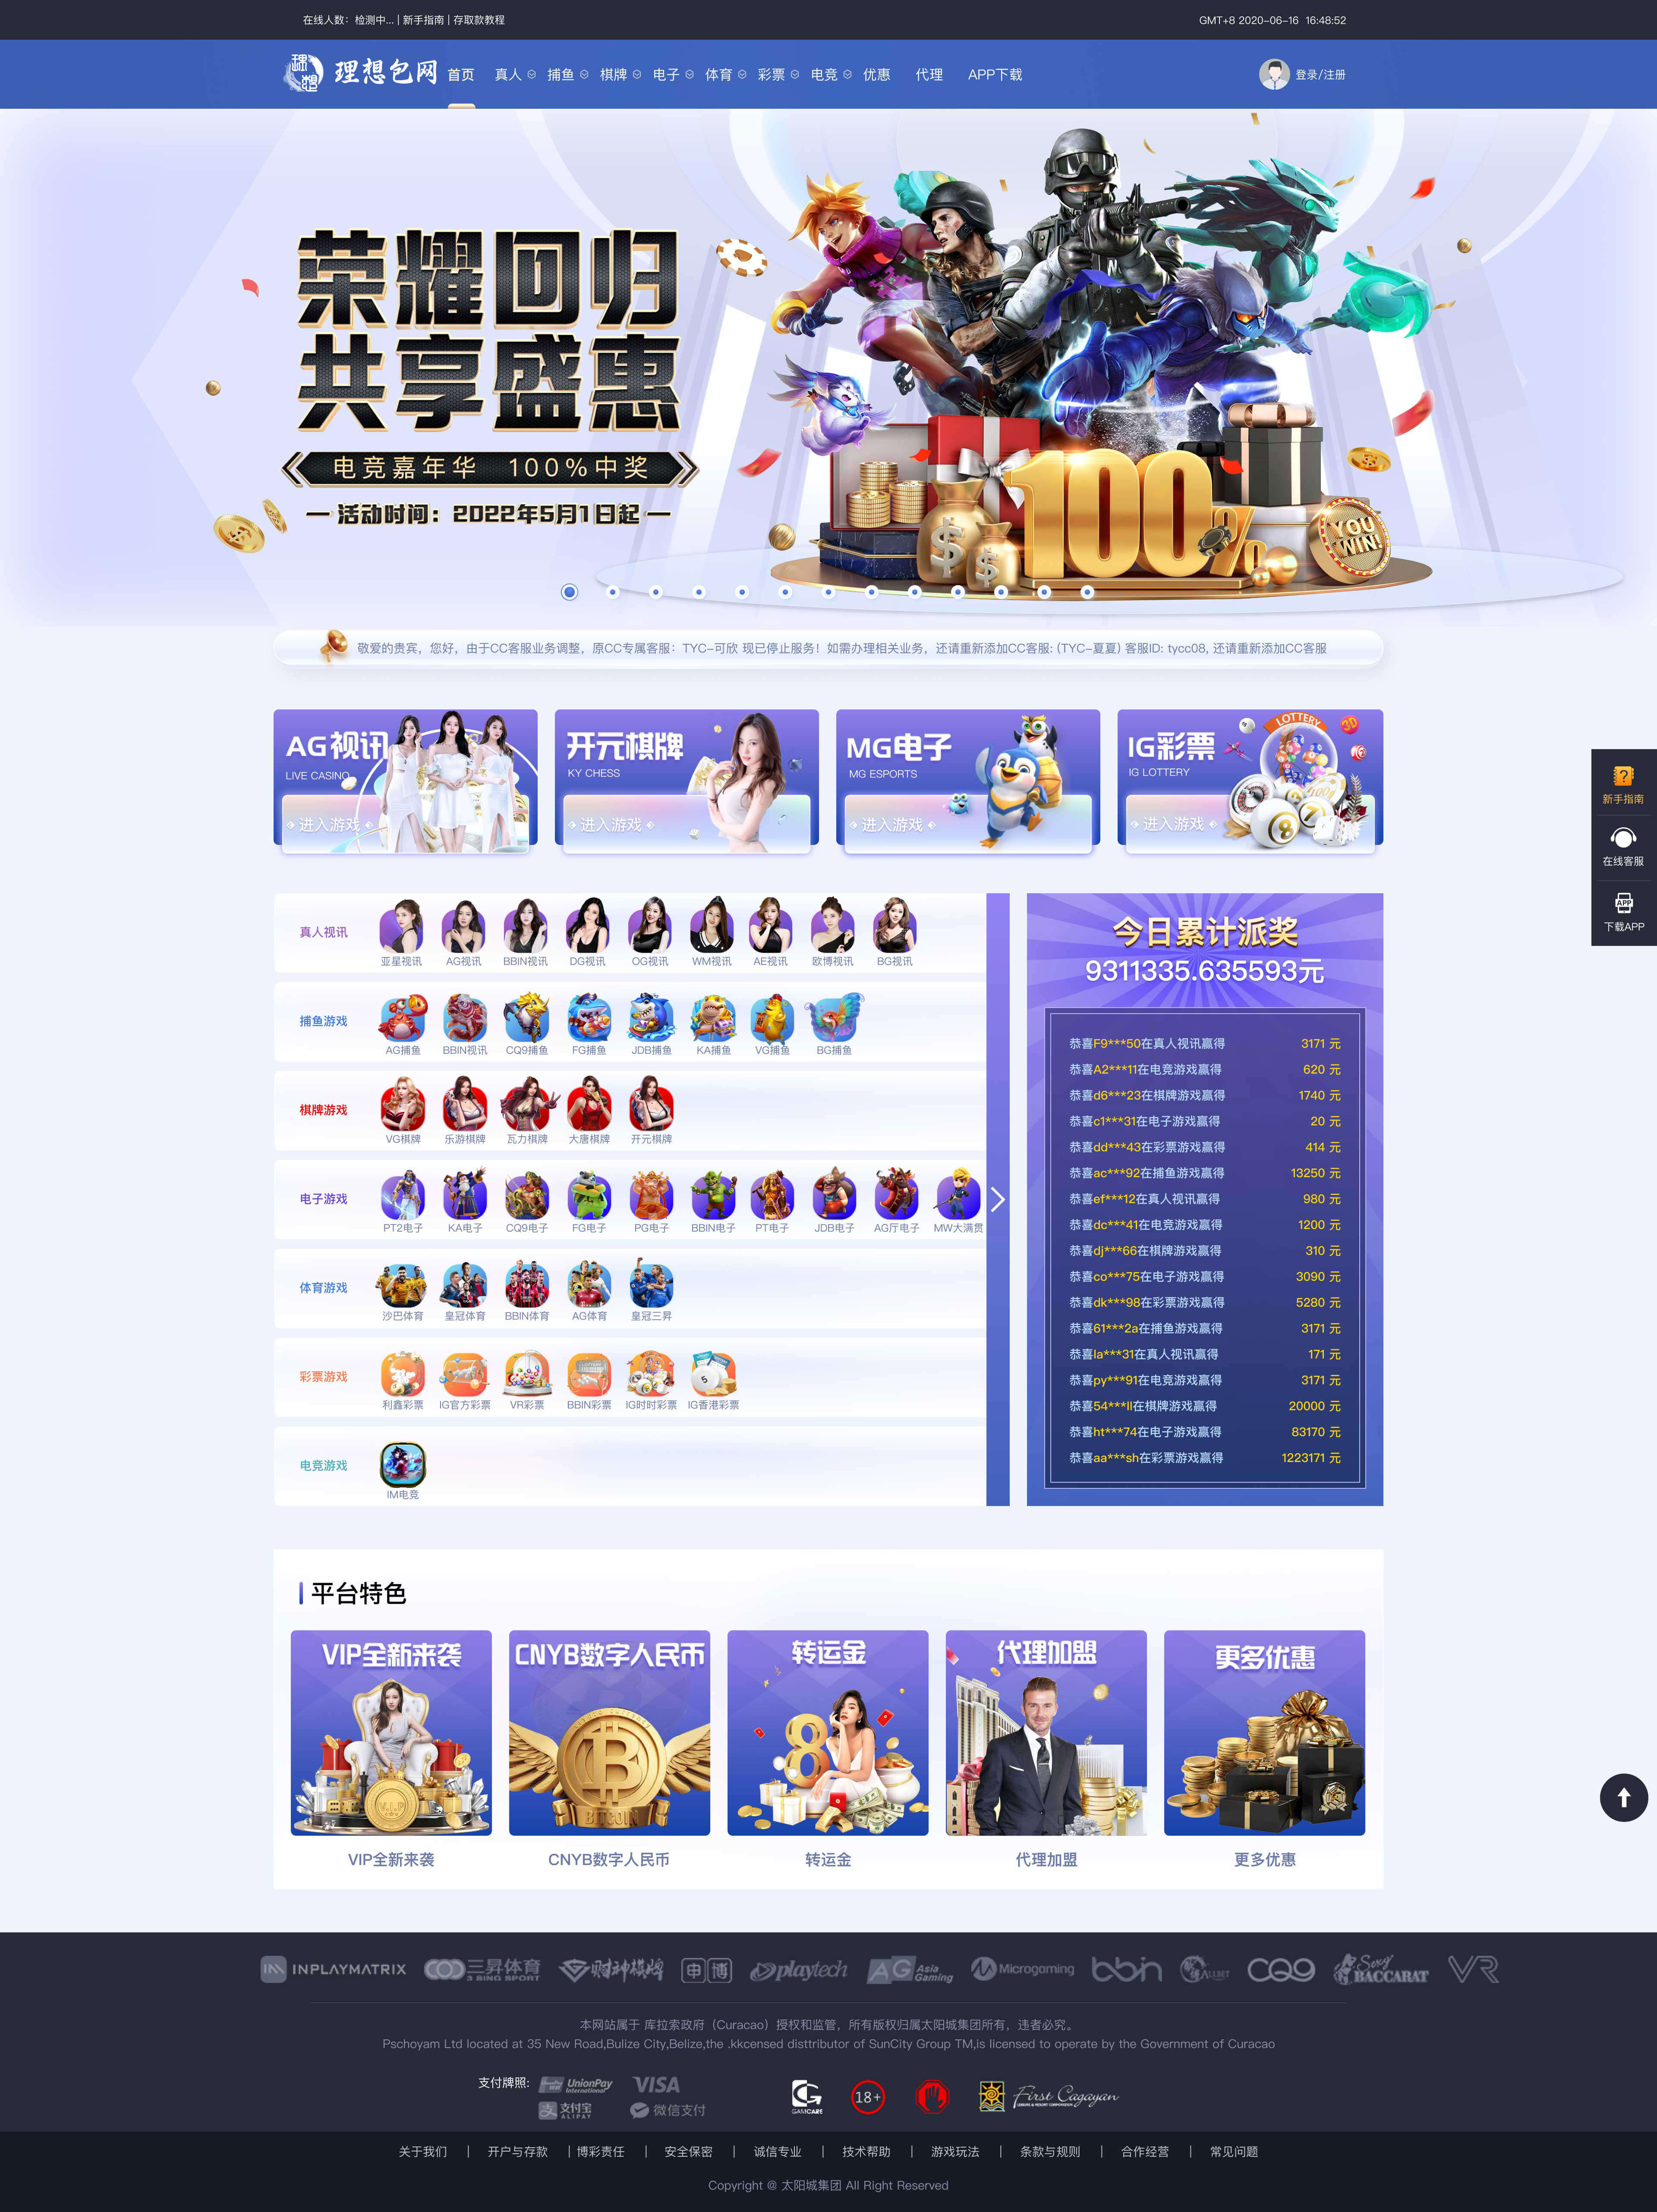 在线人数：检测中... | 新手指南 | 存取款教程
GMT+8 2020-06-16 16:48:52
理想包网
首页 真人 捕鱼 棋牌 电子 体育 彩票 电竞 优惠 代理 APP下载
登录/注册
荣耀回归
共享盛惠
电竞嘉年华 100%中奖
活动时间：2022年5月1日起
100%
YOU WIN!
敬爱的贵宾，您好，由于CC客服业务调整，原CC专属客服：TYC-可欣 现已停止服务！如需办理相关业务，还请重新添加CC客服: (TYC-夏夏) 客服ID: tycc08, 还请重新添加CC客服
AG视讯
LIVE CASINO
进入游戏
开元棋牌
KY CHESS
进入游戏
MG电子
MG ESPORTS
进入游戏
IG彩票
IG LOTTERY
进入游戏
LOTTERY
3D
新手指南
在线客服
APP
下载APP
真人视讯
亚星视讯 AG视讯 BBIN视讯 DG视讯 OG视讯 WM视讯 AE视讯 欧博视讯 BG视讯
捕鱼游戏
AG捕鱼 BBIN视讯 CQ9捕鱼 FG捕鱼 JDB捕鱼 KA捕鱼 VG捕鱼 BG捕鱼
棋牌游戏
VG棋牌 乐游棋牌 瓦力棋牌 大唐棋牌 开元棋牌
电子游戏
PT2电子 KA电子 CQ9电子 FG电子 PG电子 BBIN电子 PT电子 JDB电子 AG厅电子 MW大满贯
体育游戏
沙巴体育 皇冠体育 BBIN体育 AG体育 皇冠三昇
彩票游戏
利鑫彩票 IG官方彩票 VR彩票 BBIN彩票 IG时时彩票 IG香港彩票
电竞游戏
IM电竞
今日累计派奖
9311335.635593元
恭喜F9***50在真人视讯赢得 3171 元
恭喜A2***11在电竞游戏赢得 620 元
恭喜d6***23在棋牌游戏赢得 1740 元
恭喜c1***31在电子游戏赢得 20 元
恭喜dd***43在彩票游戏赢得 414 元
恭喜ac***92在捕鱼游戏赢得 13250 元
恭喜ef***12在真人视讯赢得 980 元
恭喜dc***41在电竞游戏赢得 1200 元
恭喜dj***66在棋牌游戏赢得 310 元
恭喜co***75在电子游戏赢得 3090 元
恭喜dk***98在彩票游戏赢得 5280 元
恭喜61***2a在捕鱼游戏赢得 3171 元
恭喜la***31在真人视讯赢得 171 元
恭喜py***91在电竞游戏赢得 3171 元
恭喜54***ll在棋牌游戏赢得 20000 元
恭喜ht***74在电子游戏赢得 83170 元
恭喜aa***sh在彩票游戏赢得 1223171 元
平台特色
VIP全新来袭 CNYB数字人民币 转运金 代理加盟 更多优惠
V.I.P
BITCOIN
VIP全新来袭 CNYB数字人民币 转运金 代理加盟 更多优惠
INPLAYMATRIX 三昇体育 3 SING SPORT 财神棋牌 申博 playtech AG Asia Gaming Microgaming bbin ALLBET CQ9 Sexy BACCARAT VR
本网站属于 库拉索政府（Curacao）授权和监管，所有版权归属太阳城集团所有，违者必究。
Pschoyam Ltd located at 35 New Road,Bulize City,Belize,the .kkcensed disttributor of SunCity Group TM,is licensed to operate by the Government of Curacao
支付牌照: UnionPay International VISA
支付宝 ALIPAY 微信支付
GAMCARE 18+ First Cagayan LEISURE & RESORT CORPORATION
关于我们 | 开户与存款 | 博彩责任 | 安全保密 | 诚信专业 | 技术帮助 | 游戏玩法 | 条款与规则 | 合作经营 | 常见问题
Copyright @ 太阳城集团 All Right Reserved